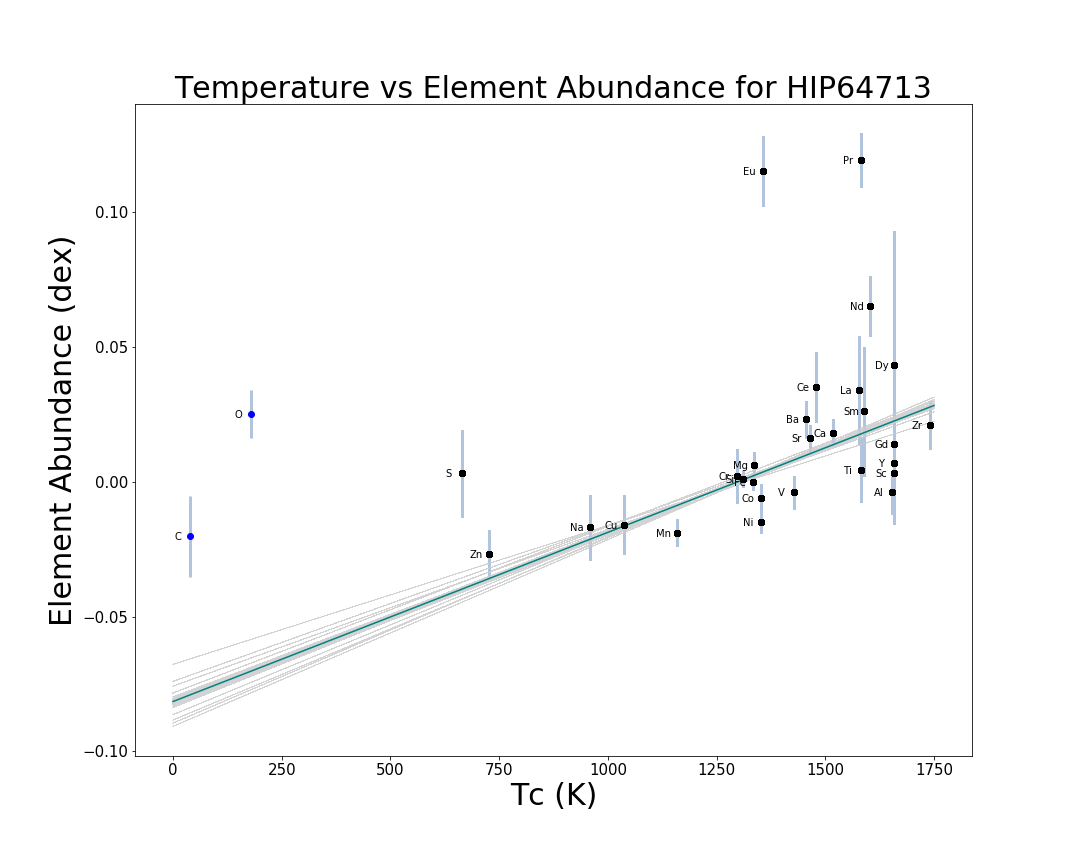 Temperature vs Element Abundance for HIP64713
Element Abundance (dex)
0.10
0.05
0.00
−0.05
−0.10
Eu
Pr
Nd
Dy
Ce
La
Sm
O
Ba
Zr
Ca
Sr
Gd
Mg
Y
S
Ti
Sc
Cr
Fe
V
Al
Co
Ni
Na
Cu
Mn
C
Zn
0
250
500
750
1000
1250
1500
1750
Tc (K)